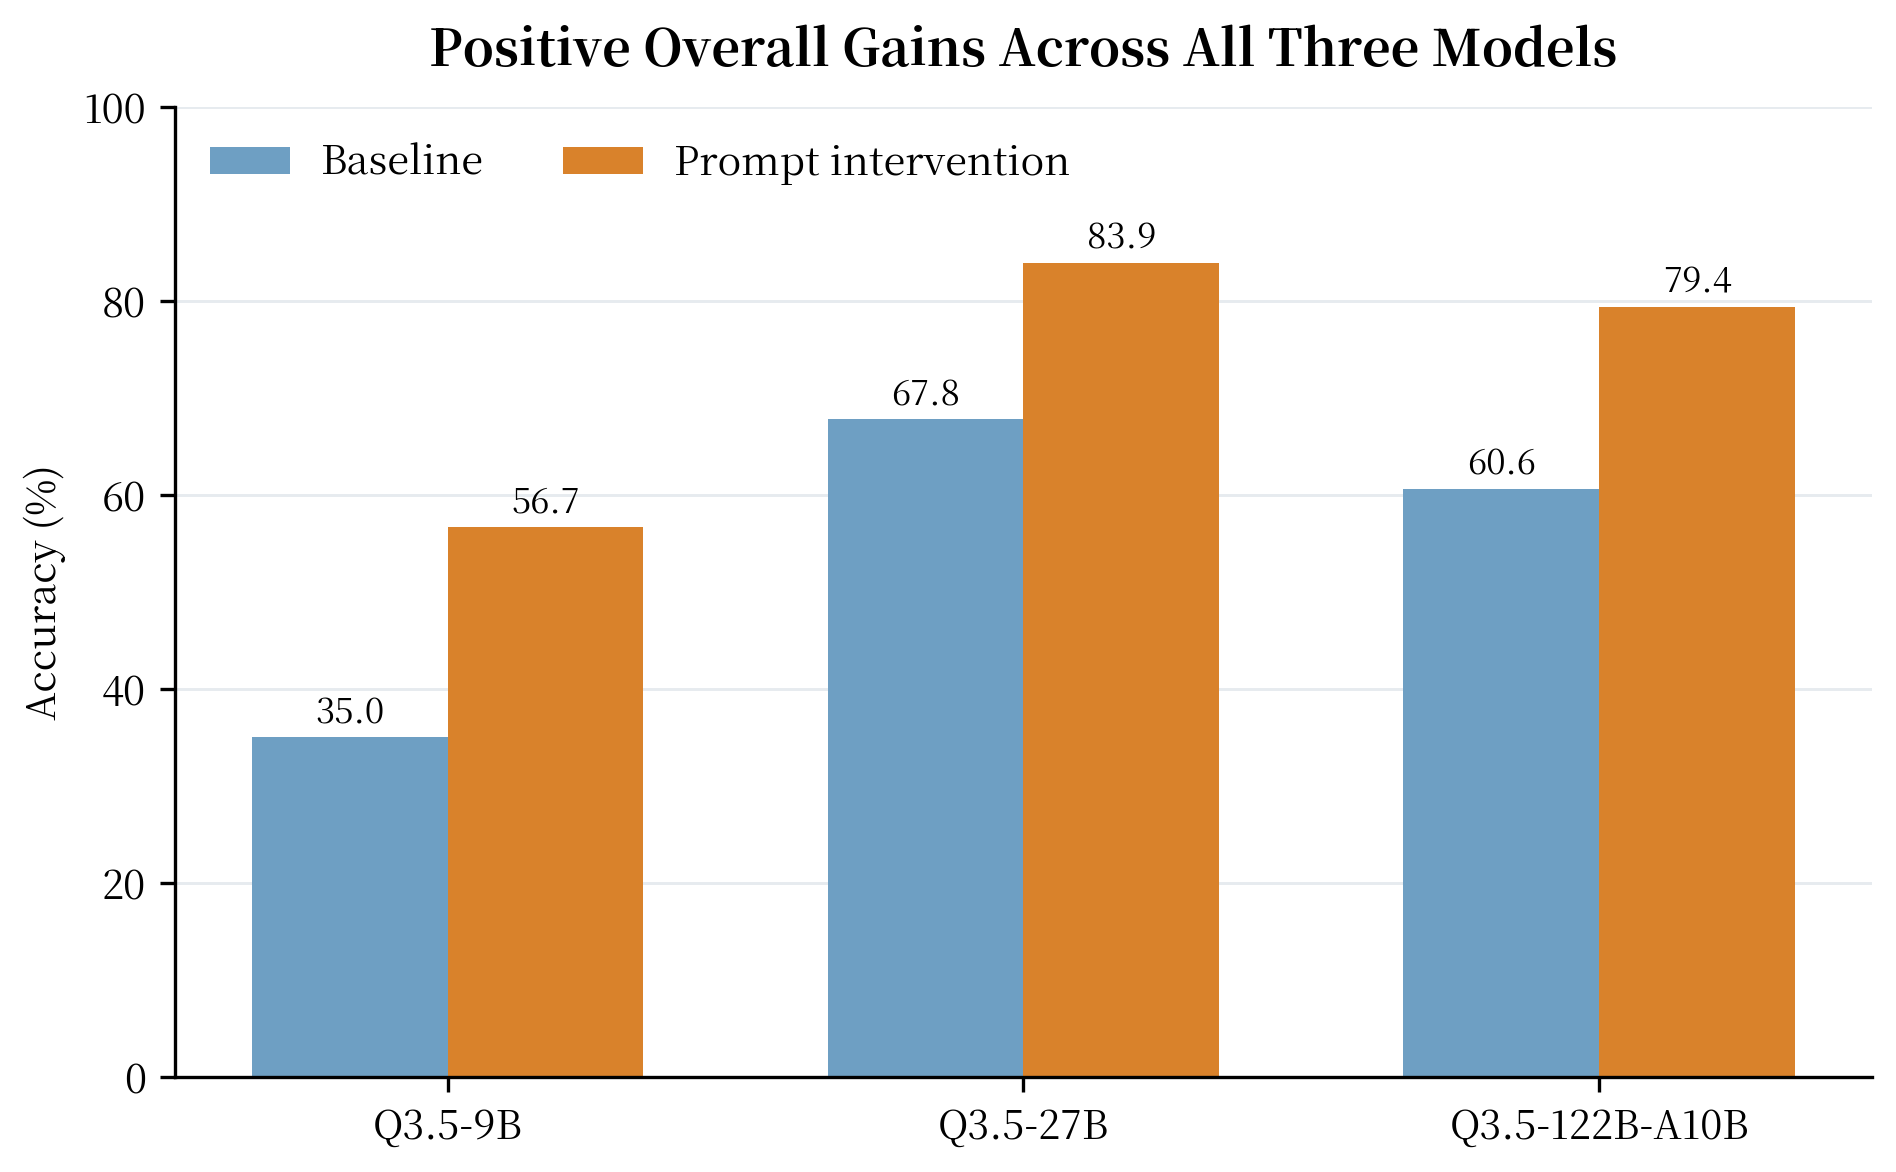 Positive Overall Gains Across All Three Models
100
80
60
40
20
0
Accuracy (%)
Baseline
Prompt intervention
35.0
56.7
67.8
83.9
60.6
79.4
Q3.5-9B
Q3.5-27B
Q3.5-122B-A10B